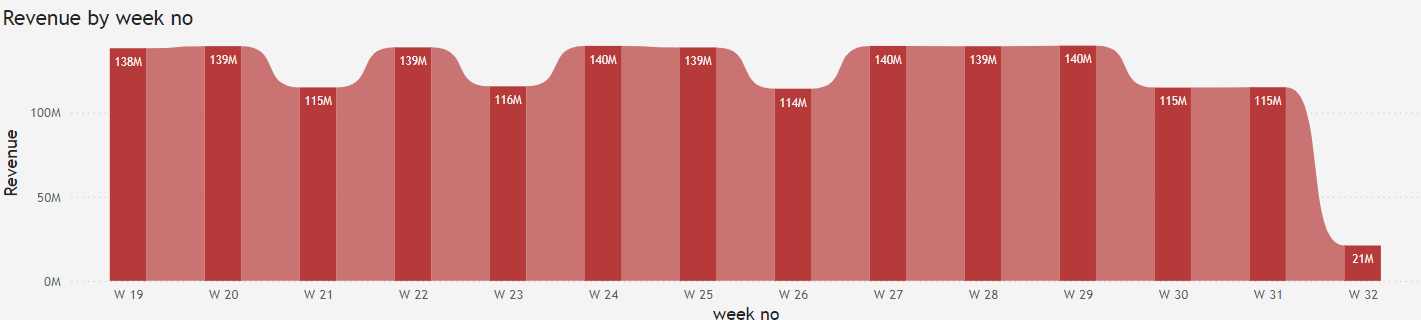 Revenue by week no
138M 139M 115M 139M 116M 140M 139M 114M 140M 139M 140M 115M 115M 21M
100M
50M
0M
Revenue
W 19 W 20 W 21 W 22 W 23 W 24 W 25 W 26 W 27 W 28 W 29 W 30 W 31 W 32
week no